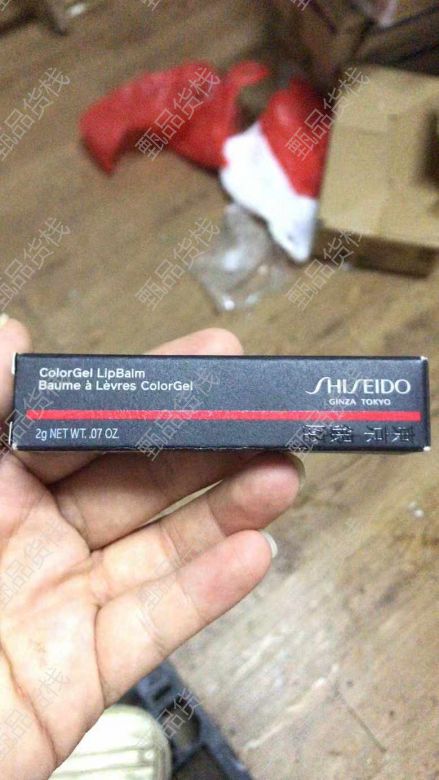 ColorGel LipBalm
Baume à Lèvres ColorGel
SHISEIDO
GINZA TOKYO
2g NET WT. .07 OZ.
甄品货栈